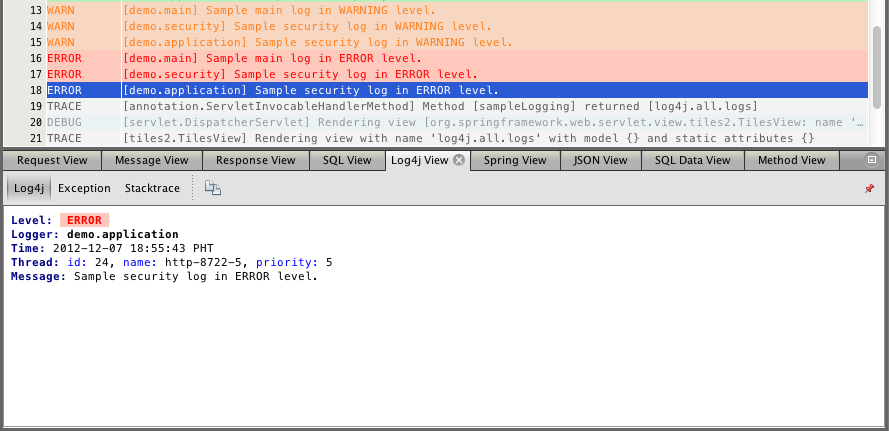 13 WARN [demo.main] Sample main log in WARNING level.
14 WARN [demo.security] Sample security log in WARNING level.
15 WARN [demo.application] Sample security log in WARNING level.
16 ERROR [demo.main] Sample main log in ERROR level.
17 ERROR [demo.security] Sample security log in ERROR level.
18 ERROR [demo.application] Sample security log in ERROR level.
19 TRACE [annotation.ServletInvocableHandlerMethod] Method [sampleLogging] returned [log4j.all.logs]
20 DEBUG [servlet.DispatcherServlet] Rendering view [org.springframework.web.servlet.view.tiles2.TilesView: name '...
21 TRACE [tiles2.TilesView] Rendering view with name 'log4j.all.logs' with model {} and static attributes {}
Request View Message View Response View SQL View Log4j View Spring View JSON View SQL Data View Method View
Log4j Exception Stacktrace
Level: ERROR
Logger: demo.application
Time: 2012-12-07 18:55:43 PHT
Thread: id: 24, name: http-8722-5, priority: 5
Message: Sample security log in ERROR level.